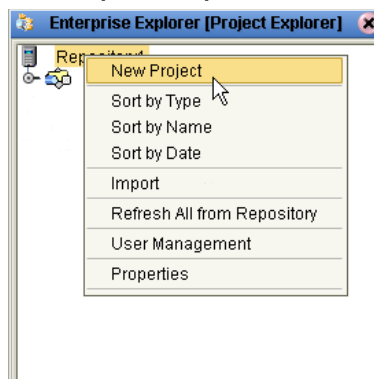 Enterprise Explorer [Project Explorer]
New Project
Sort by Type
Sort by Name
Sort by Date
Import
Refresh All from Repository
User Management
Properties